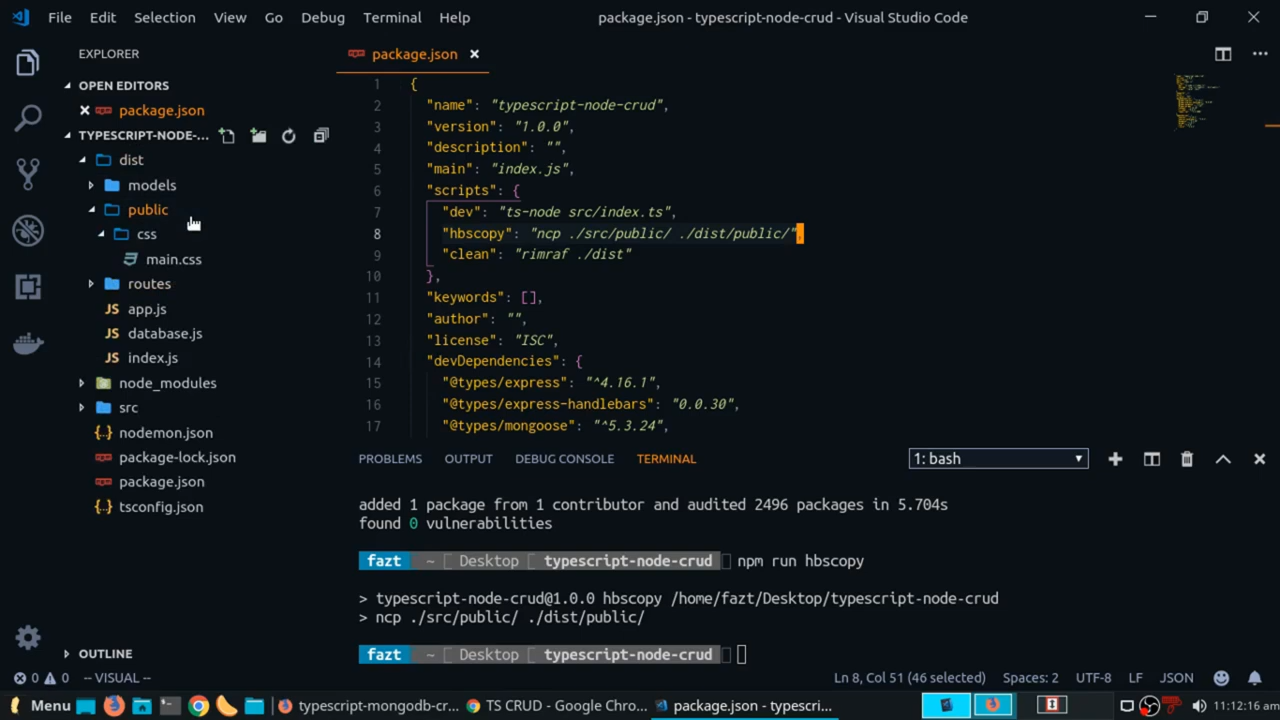 File Edit Selection View Go Debug Terminal Help package.json - typescript-node-crud - Visual Studio Code
EXPLORER
OPEN EDITORS
package.json
TYPESCRIPT-NODE-...
dist
models
public
css
main.css
routes
JS app.js
JS database.js
JS index.js
node_modules
src
{·} nodemon.json
package-lock.json
package.json
{·} tsconfig.json
OUTLINE
package.json
1 {
2 "name": "typescript-node-crud",
3 "version": "1.0.0",
4 "description": "",
5 "main": "index.js",
6 "scripts": {
7 "dev": "ts-node src/index.ts",
8 "hbscopy": "ncp ./src/public/ ./dist/public/",
9 "clean": "rimraf ./dist"
10 },
11 "keywords": [],
12 "author": "",
13 "license": "ISC",
14 "devDependencies": {
15 "@types/express": "^4.16.1",
16 "@types/express-handlebars": "0.0.30",
17 "@types/mongoose": "^5.3.24",
PROBLEMS OUTPUT DEBUG CONSOLE TERMINAL 1: bash
added 1 package from 1 contributor and audited 2496 packages in 5.704s
found 0 vulnerabilities
fazt ~ Desktop typescript-node-crud npm run hbscopy
> typescript-node-crud@1.0.0 hbscopy /home/fazt/Desktop/typescript-node-crud
> ncp ./src/public/ ./dist/public/
fazt ~ Desktop typescript-node-crud
0 0 -- VISUAL -- Ln 8, Col 51 (46 selected) Spaces: 2 UTF-8 LF JSON
Menu typescript-mongodb-cr... TS CRUD - Google Chro... package.json - typescri... 11:12:16 am